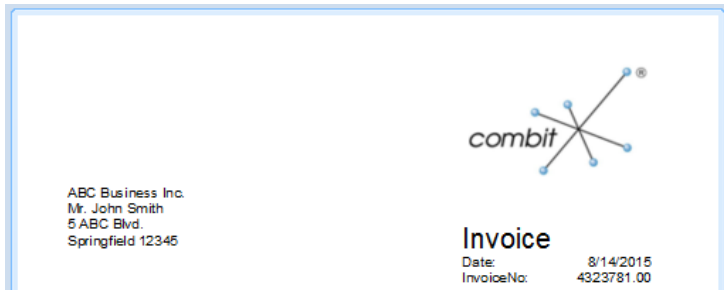 combit ®
ABC Business Inc.
Mr. John Smith
5 ABC Blvd.
Springfield 12345
Invoice
Date: 8/14/2015
InvoiceNo: 4323781.00